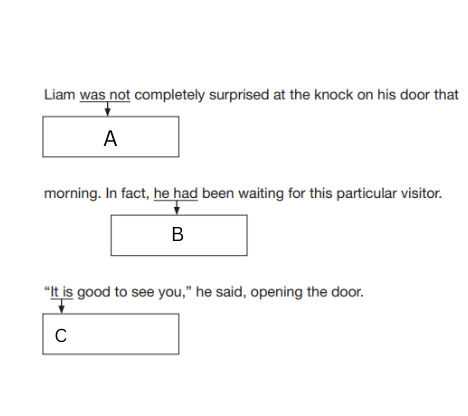 Liam was not completely surprised at the knock on his door that
A
morning. In fact, he had been waiting for this particular visitor.
B
“It is good to see you,” he said, opening the door.
C